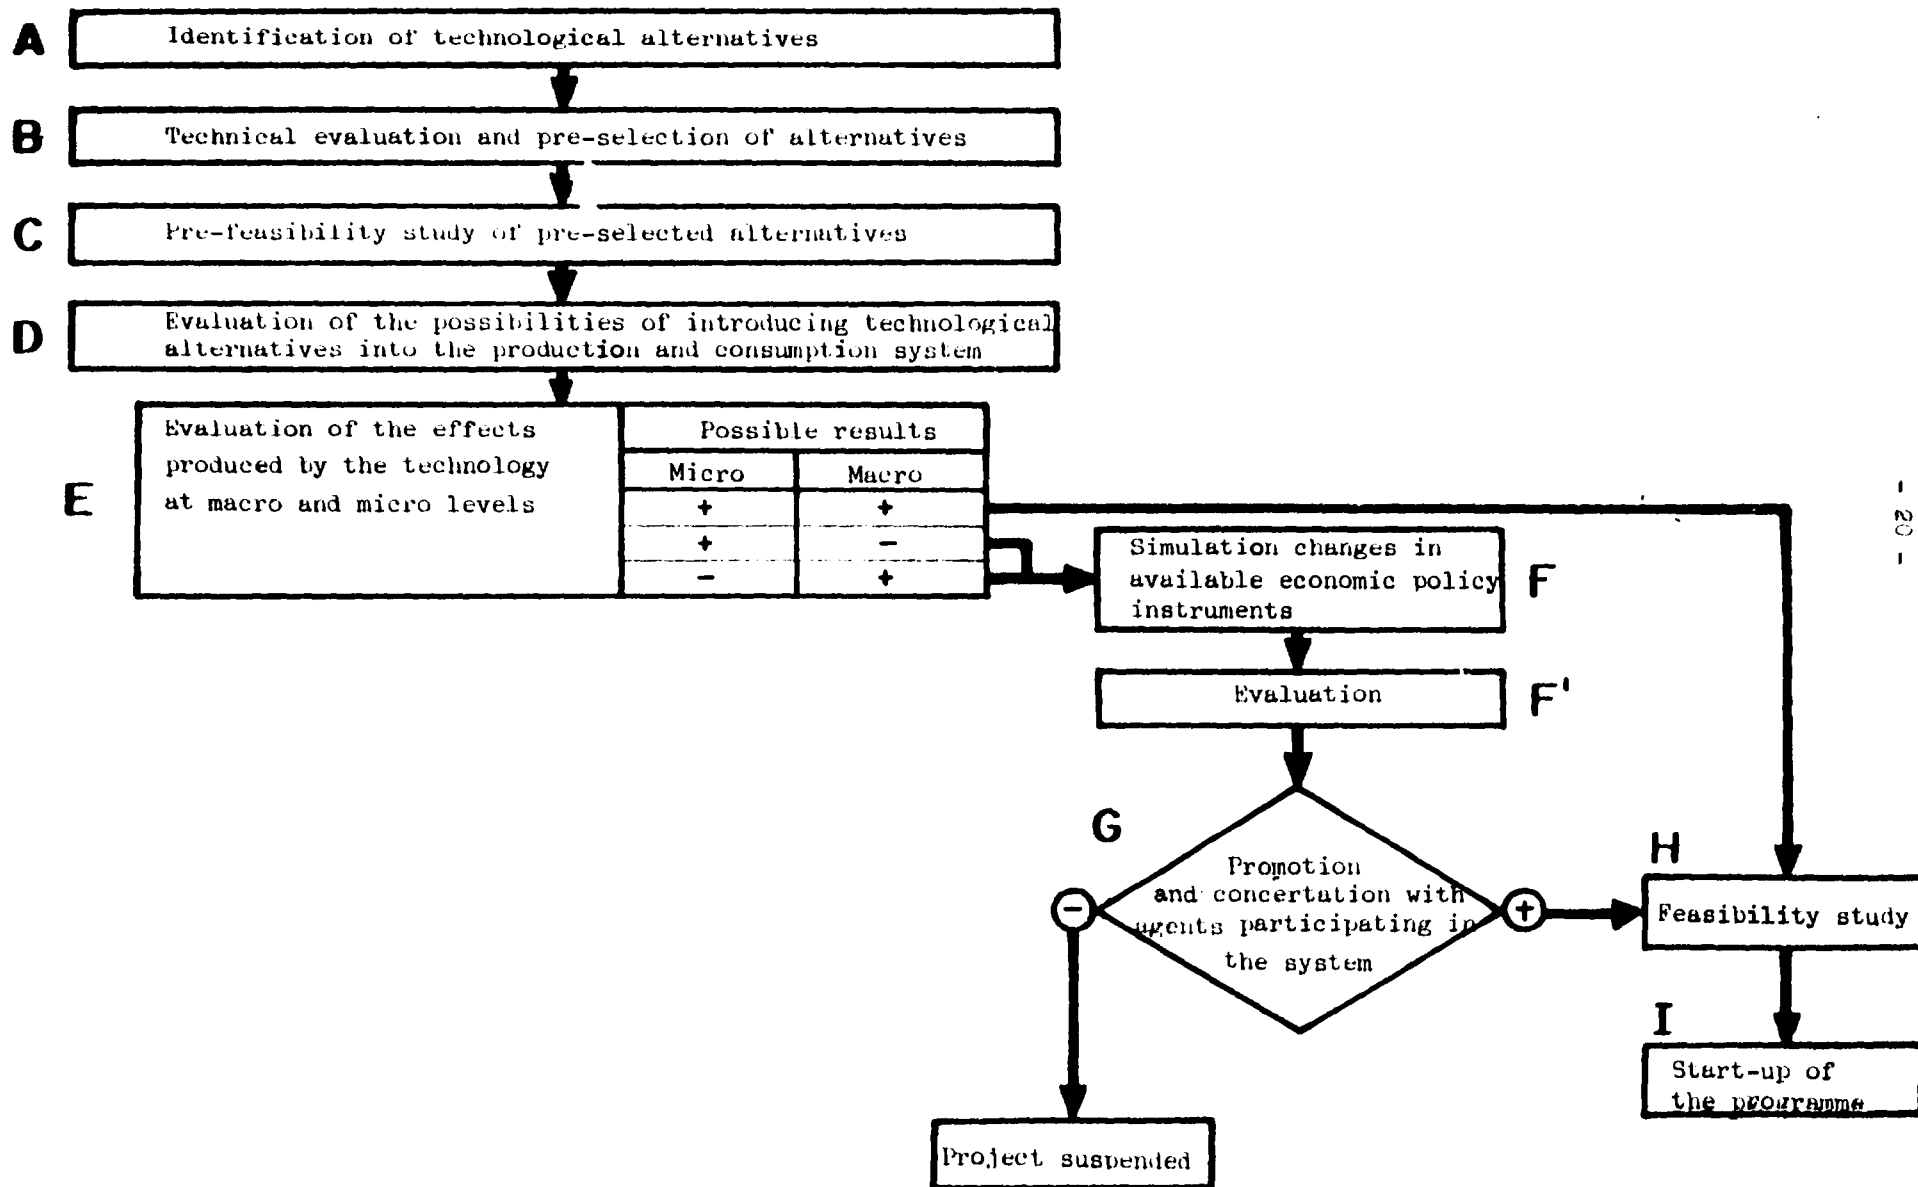 A
Identification of technological alternatives
B
Technical evaluation and pre-selection of alternatives
C
Pre-feasibility study of pre-selected alternatives
D
Evaluation of the possibilities of introducing technological
alternatives into the production and consumption system
E
Evaluation of the effects
produced by the technology
at macro and micro levels
Possible results
Micro Macro
+ +
+ -
- +
- 20 -
Simulation changes in
available economic policy
instruments
F
Evaluation
F'
G
Promotion
and concertation with
agents participating in
the system
-
+
H
Feasibility study
I
Start-up of
the programme
Project suspended